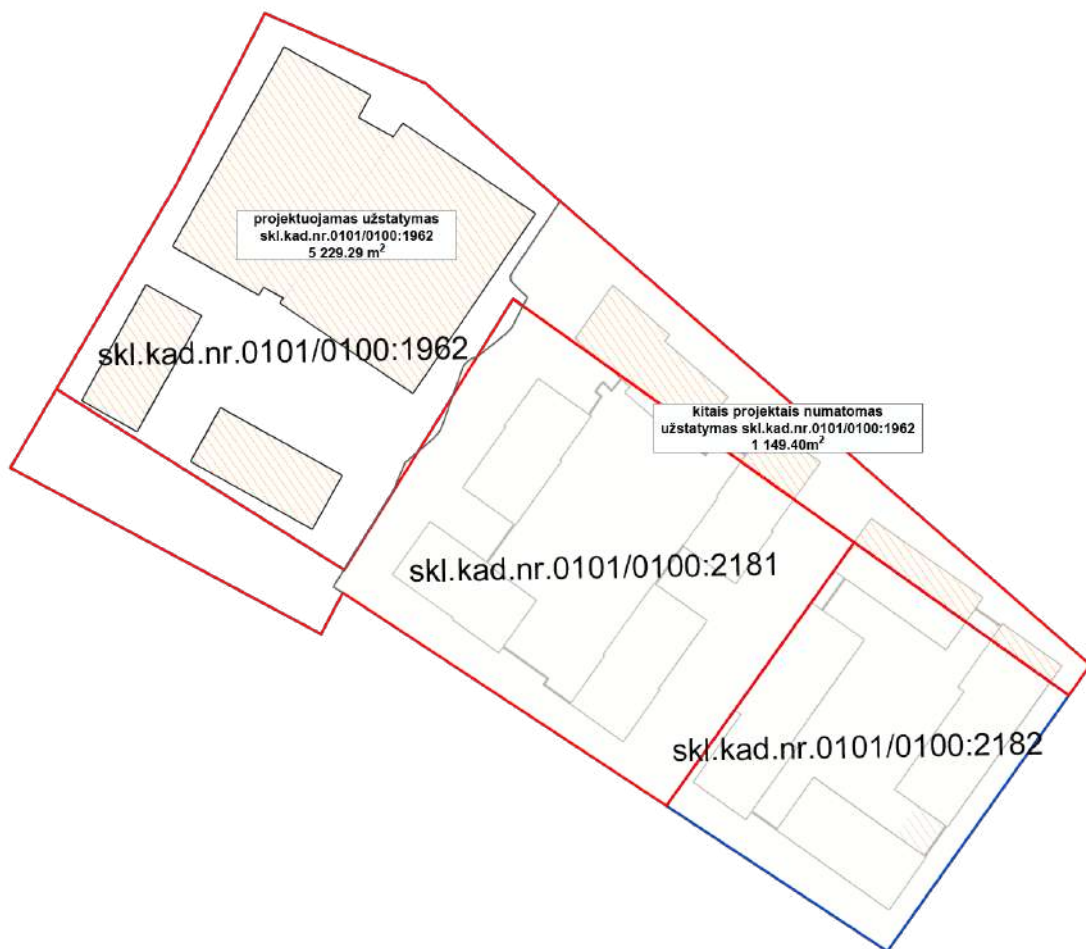 projektuojamas užstatymas
skl.kad.nr.0101/0100:1962
5 229.29 m²
skl.kad.nr.0101/0100:1962
kitais projektais numatomas
užstatymas skl.kad.nr.0101/0100:1962
1 149.40m²
skl.kad.nr.0101/0100:2181
skl.kad.nr.0101/0100:2182